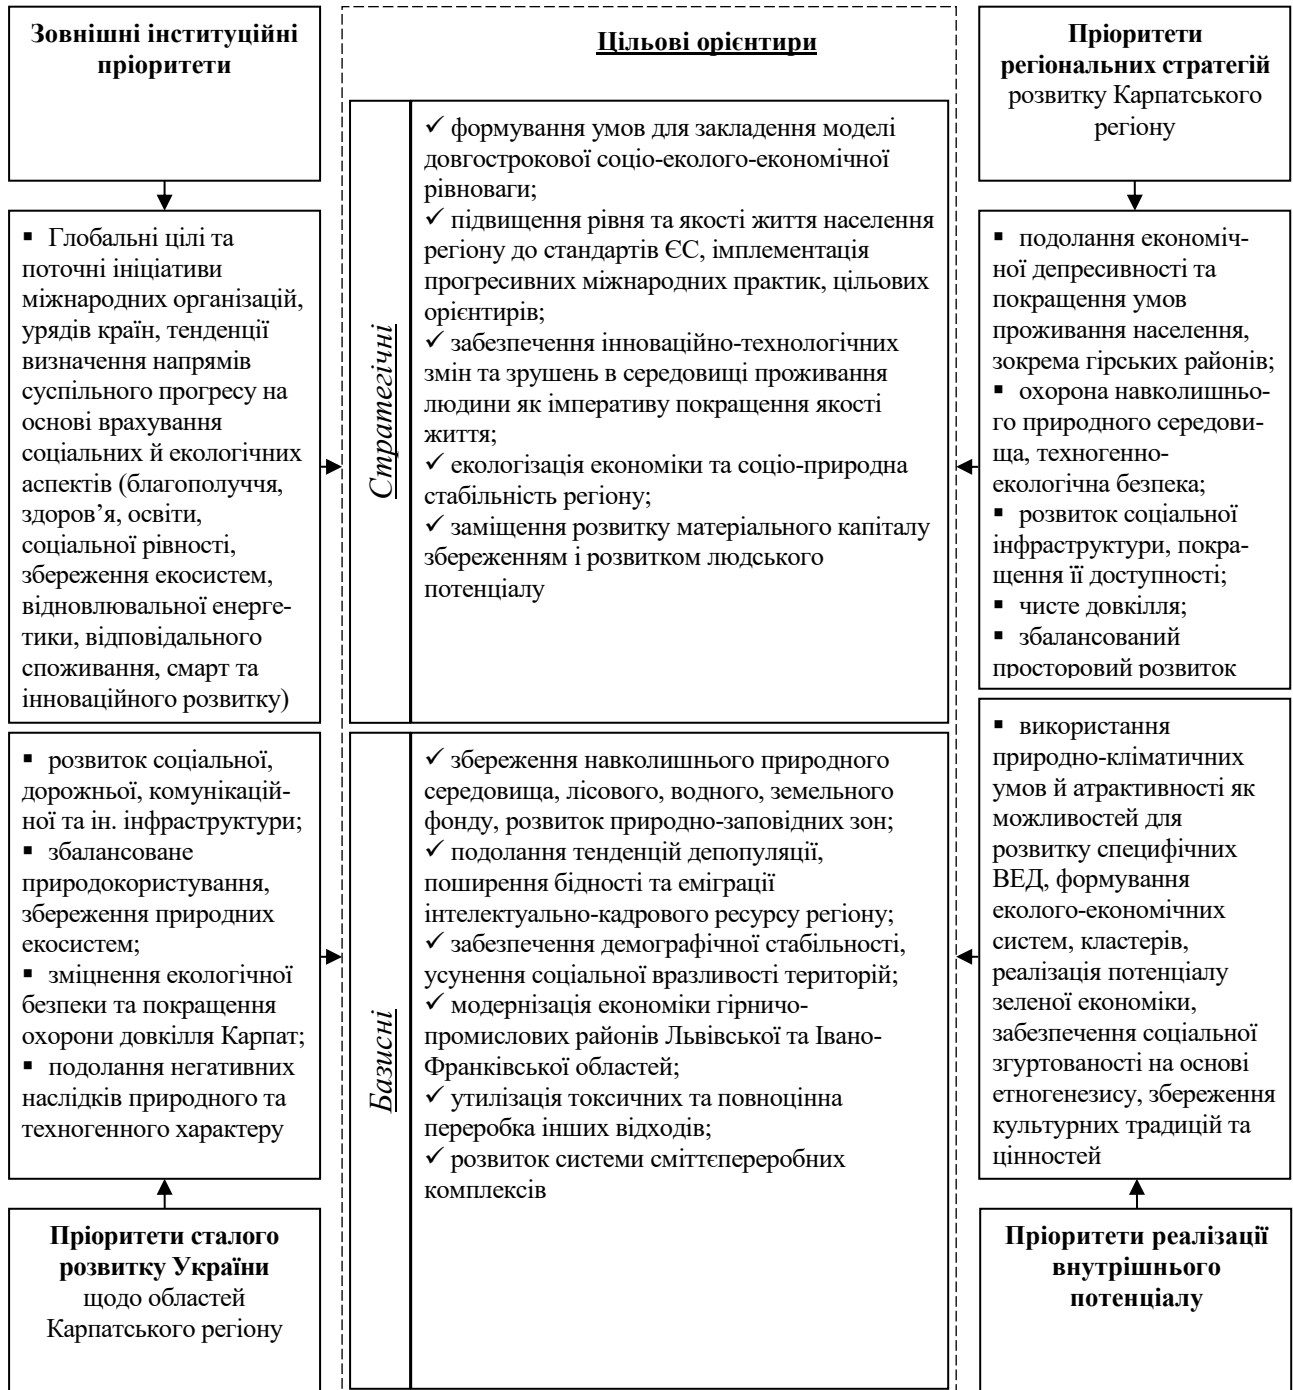 Зовнішні інституційні
пріоритети
▪ Глобальні цілі та
поточні ініціативи
міжнародних організацій,
урядів країн, тенденції
визначення напрямів
суспільного прогресу на
основі врахування
соціальних й екологічних
аспектів (благополуччя,
здоров’я, освіти,
соціальної рівності,
збереження екосистем,
відновлювальної енерге-
тики, відповідального
споживання, смарт та
інноваційного розвитку)
▪ розвиток соціальної,
дорожньої, комунікацій-
ної та ін. інфраструктури;
▪ збалансоване
природокористування,
збереження природних
екосистем;
▪ зміцнення екологічної
безпеки та покращення
охорони довкілля Карпат;
▪ подолання негативних
наслідків природного та
техногенного характеру
Пріоритети сталого
розвитку України
щодо областей
Карпатського регіону
Цільові орієнтири
Стратегічні
✓ формування умов для закладення моделі
довгострокової соціо-еколого-економічної
рівноваги;
✓ підвищення рівня та якості життя населення
регіону до стандартів ЄС, імплементація
прогресивних міжнародних практик, цільових
орієнтирів;
✓ забезпечення інноваційно-технологічних
змін та зрушень в середовищі проживання
людини як імперативу покращення якості
життя;
✓ екологізація економіки та соціо-природна
стабільність регіону;
✓ заміщення розвитку матеріального капіталу
збереженням і розвитком людського
потенціалу
Базисні
✓ збереження навколишнього природного
середовища, лісового, водного, земельного
фонду, розвиток природно-заповідних зон;
✓ подолання тенденцій депопуляції,
поширення бідності та еміграції
інтелектуально-кадрового ресурсу регіону;
✓ забезпечення демографічної стабільності,
усунення соціальної вразливості територій;
✓ модернізація економіки гірничо-
промислових районів Львівської та Івано-
Франківської областей;
✓ утилізація токсичних та повноцінна
переробка інших відходів;
✓ розвиток системи сміттєпереробних
комплексів
Пріоритети
регіональних стратегій
розвитку Карпатського
регіону
▪ подолання економіч-
ної депресивності та
покращення умов
проживання населення,
зокрема гірських районів;
▪ охорона навколишньо-
го природного середови-
ща, техногенно-
екологічна безпека;
▪ розвиток соціальної
інфраструктури, покра-
щення її доступності;
▪ чисте довкілля;
▪ збалансований
просторовий розвиток
▪ використання
природно-кліматичних
умов й атрактивності як
можливостей для
розвитку специфічних
ВЕД, формування
еколого-економічних
систем, кластерів,
реалізація потенціалу
зеленої економіки,
забезпечення соціальної
згуртованості на основі
етногенезису, збереження
культурних традицій та
цінностей
Пріоритети реалізації
внутрішнього
потенціалу